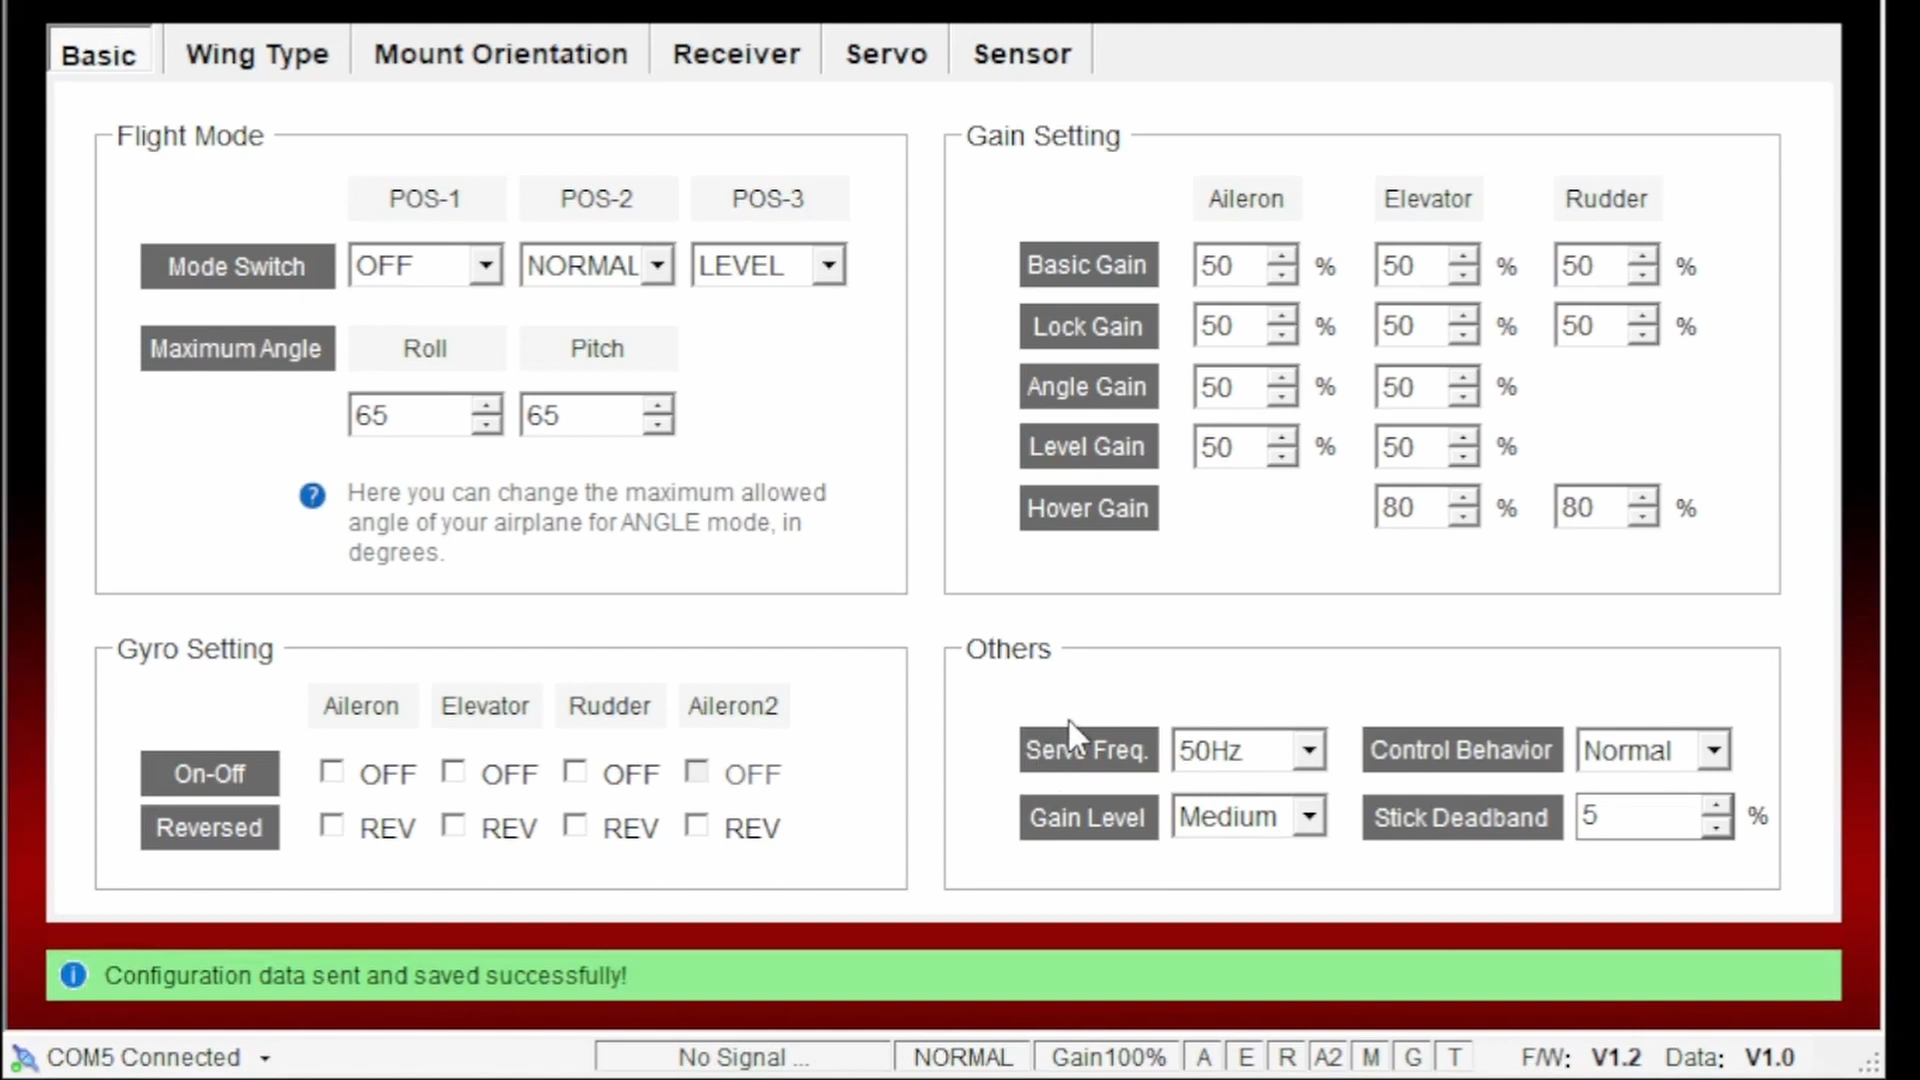 Basic Wing Type Mount Orientation Receiver Servo Sensor
Flight Mode
POS-1 POS-2 POS-3
Mode Switch OFF NORMAL LEVEL
Maximum Angle Roll Pitch
65 65
Here you can change the maximum allowed
angle of your airplane for ANGLE mode, in
degrees.
Gain Setting
Aileron Elevator Rudder
Basic Gain 50 % 50 % 50 %
Lock Gain 50 % 50 % 50 %
Angle Gain 50 % 50 %
Level Gain 50 % 50 %
Hover Gain 80 % 80 %
Gyro Setting
Aileron Elevator Rudder Aileron2
On-Off OFF OFF OFF OFF
Reversed REV REV REV REV
Others
Servo Freq. 50Hz Control Behavior Normal
Gain Level Medium Stick Deadband 5 %
Configuration data sent and saved successfully!
COM5 Connected No Signal ... NORMAL Gain100% A E R A2 M G T F/W: V1.2 Data: V1.0